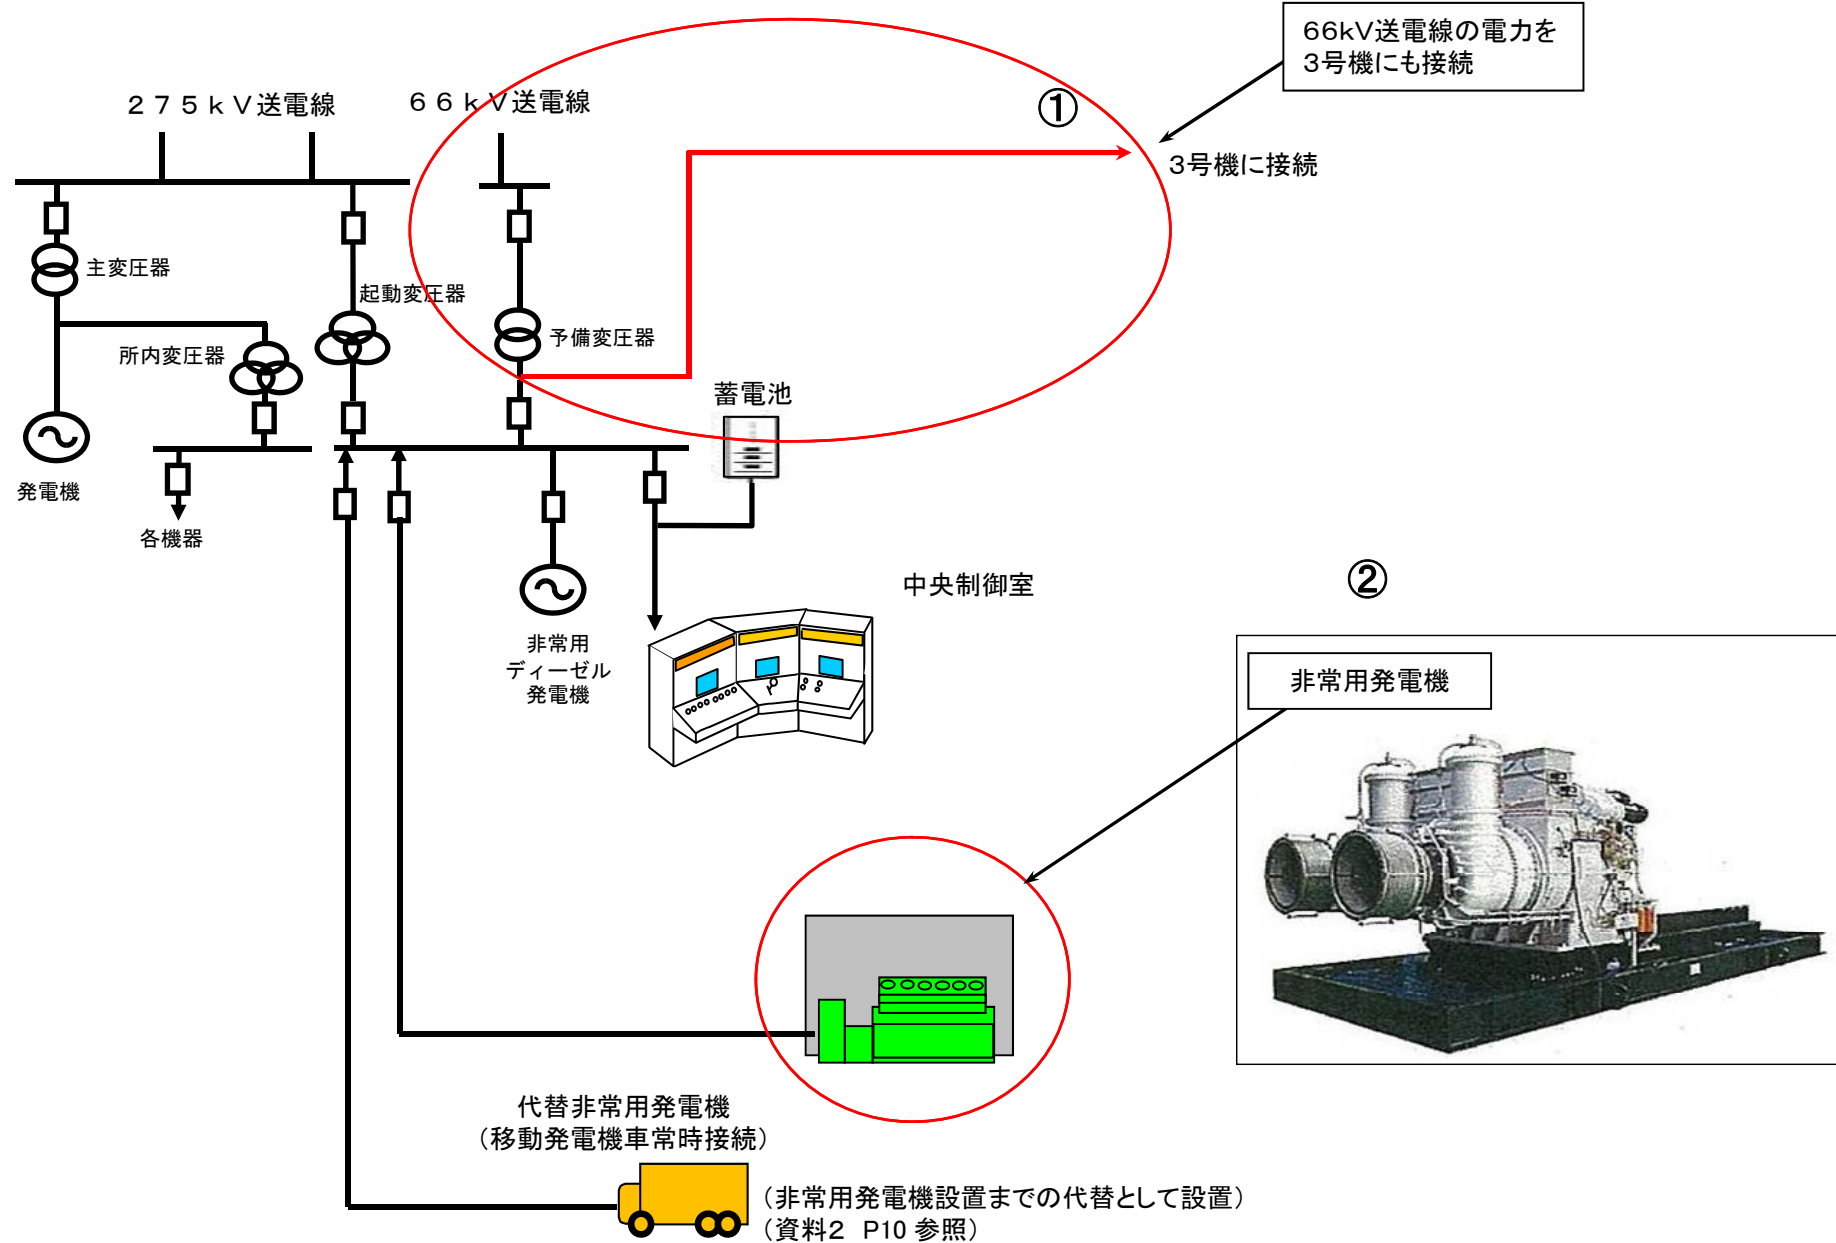 66kV送電線の電力を
3号機にも接続
275kV送電線
66kV送電線
①
3号機に接続
主変圧器
起動変圧器
予備変圧器
所内変圧器
蓄電池
発電機
各機器
中央制御室
②
非常用
ディーゼル
発電機
非常用発電機
代替非常用発電機
（移動発電機車常時接続）
（非常用発電機設置までの代替として設置）
（資料2 P10 参照）